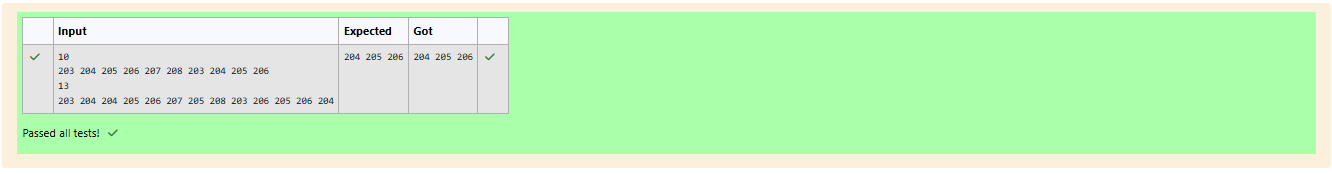 Input Expected Got
10 204 205 206 204 205 206
203 204 205 206 207 208 203 204 205 206
13
203 204 204 205 206 207 205 208 203 206 205 206 204
Passed all tests!